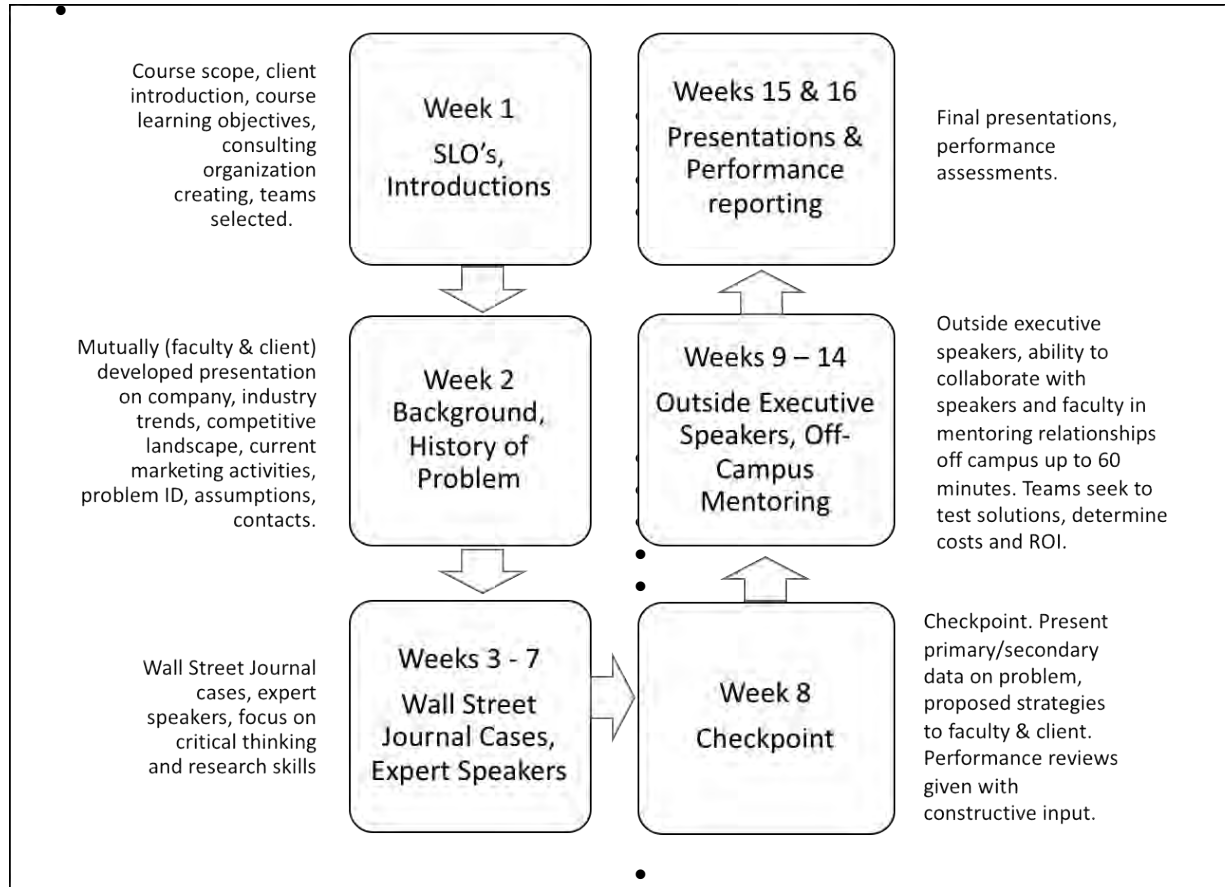 Course scope, client
introduction, course
learning objectives,
consulting
organization
creating, teams
selected.
Week 1
SLO's,
Introductions
Mutually (faculty & client)
developed presentation
on company, industry
trends, competitive
landscape, current
marketing activities,
problem ID, assumptions,
contacts.
Week 2
Background,
History of
Problem
Wall Street Journal
cases, expert
speakers, focus on
critical thinking
and research skills
Weeks 3 - 7
Wall Street
Journal Cases,
Expert Speakers
Week 8
Checkpoint
Checkpoint. Present
primary/secondary
data on problem,
proposed strategies
to faculty & client.
Performance reviews
given with
constructive input.
Weeks 9 – 14
Outside Executive
Speakers, Off-
Campus
Mentoring
Outside executive
speakers, ability to
collaborate with
speakers and faculty in
mentoring relationships
off campus up to 60
minutes. Teams seek to
test solutions, determine
costs and ROI.
Weeks 15 & 16
Presentations &
Performance
reporting
Final presentations,
performance
assessments.